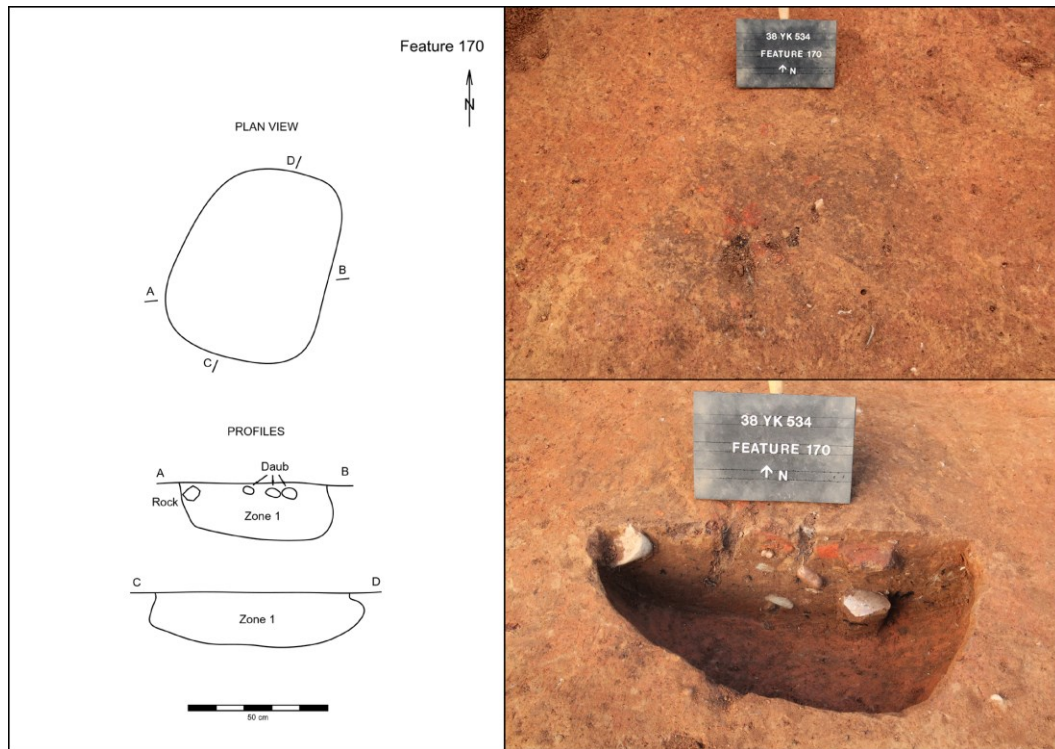 Feature 170
N
PLAN VIEW
D
B
A
C
PROFILES
A
Daub
B
Rock
Zone 1
C
D
Zone 1
50 cm
38 YK 534
FEATURE 170
↑ N
38 YK 534
FEATURE 170
↑ N